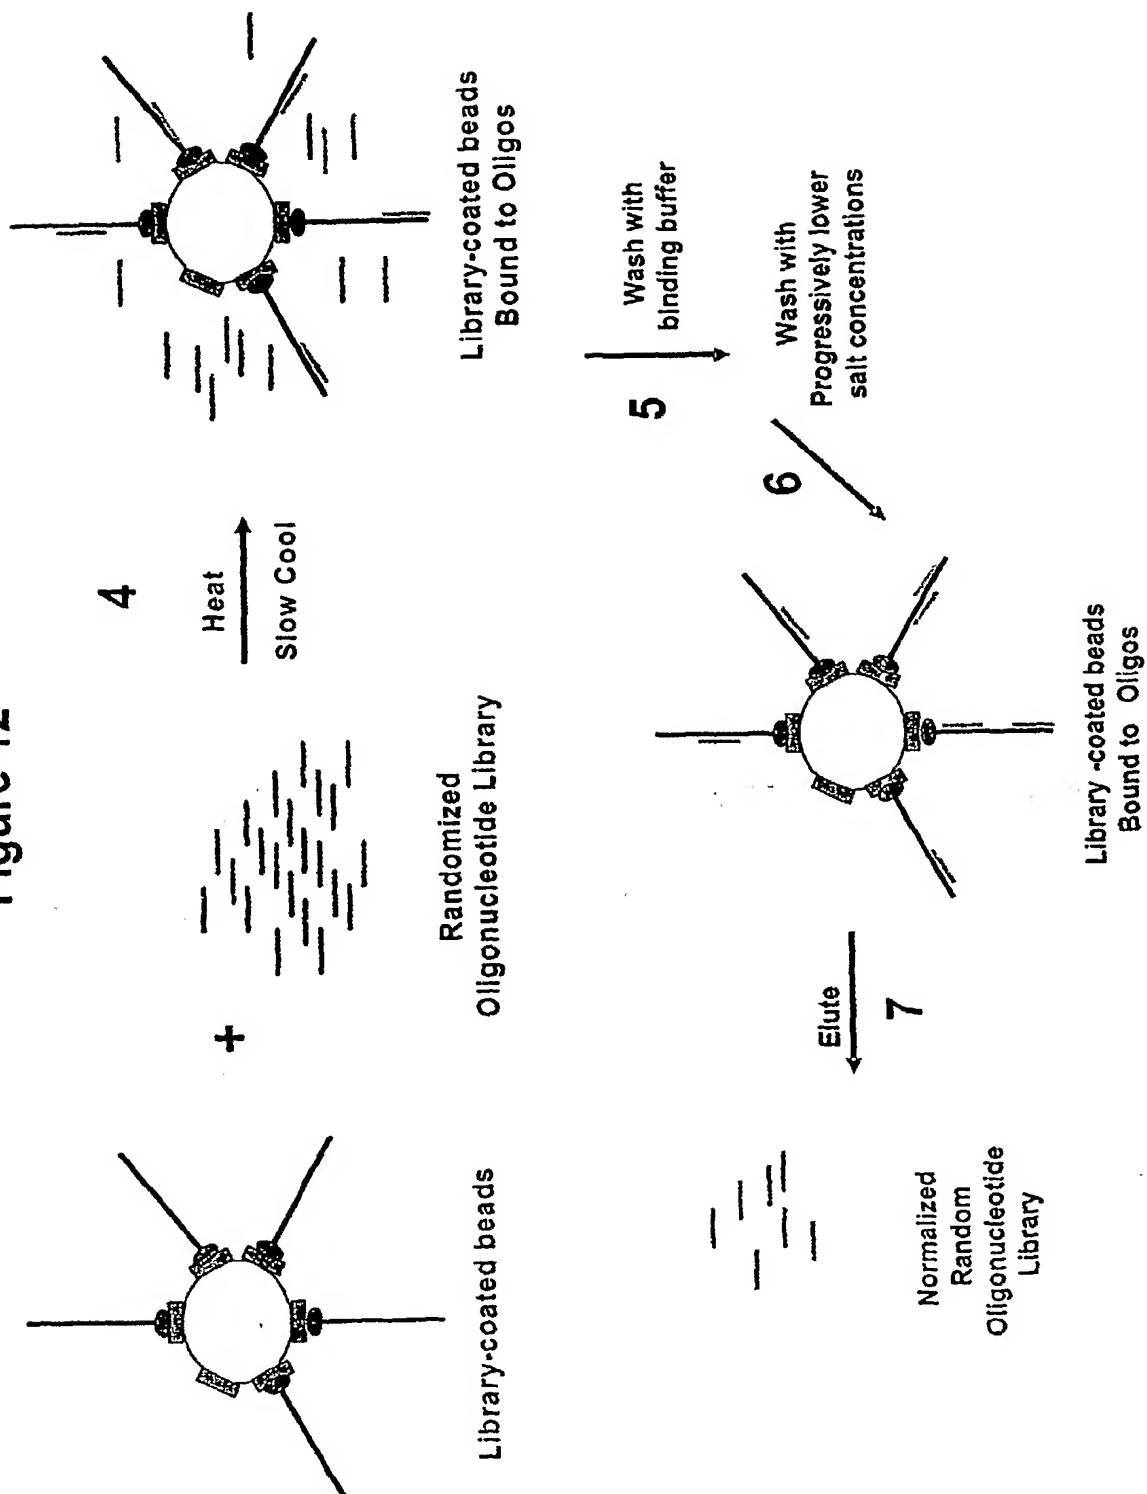 Figure 12
4
Library-coated beads
+
Randomized
Oligonucleotide Library
Heat
Slow Cool
Library-coated beads
Bound to Oligos
5
Wash with
binding buffer
6
Wash with
Progressively lower
salt concentrations
Library -coated beads
Bound to Oligos
Elute
7
Normalized
Random
Oligonucleotide
Library